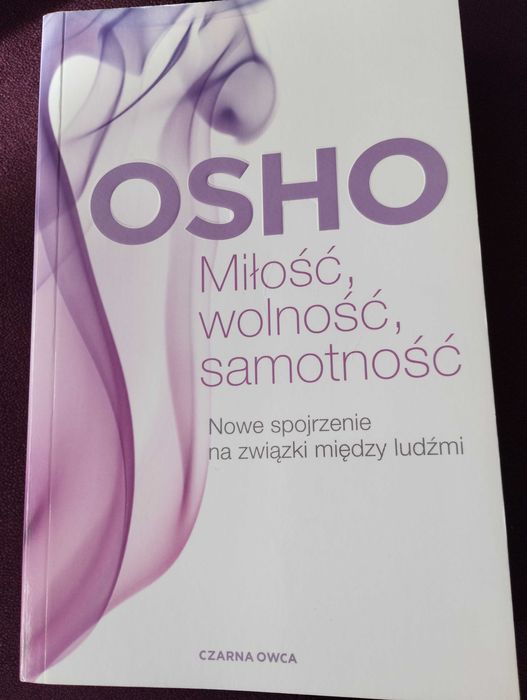 OSHO
Miłość,
wolność,
samotność
Nowe spojrzenie
na związki między ludźmi
CZARNA OWCA